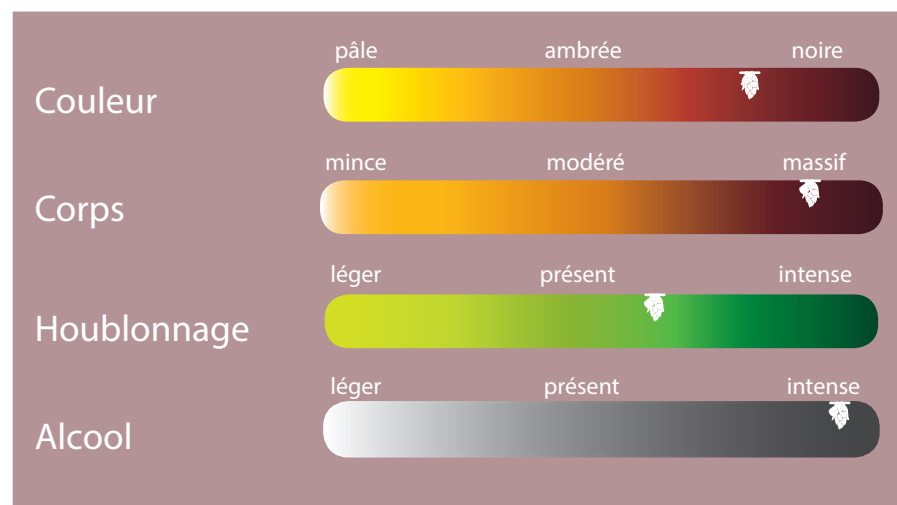 pâle ambrée noire
Couleur
mince modéré massif
Corps
léger présent intense
Houblonnage
léger présent intense
Alcool